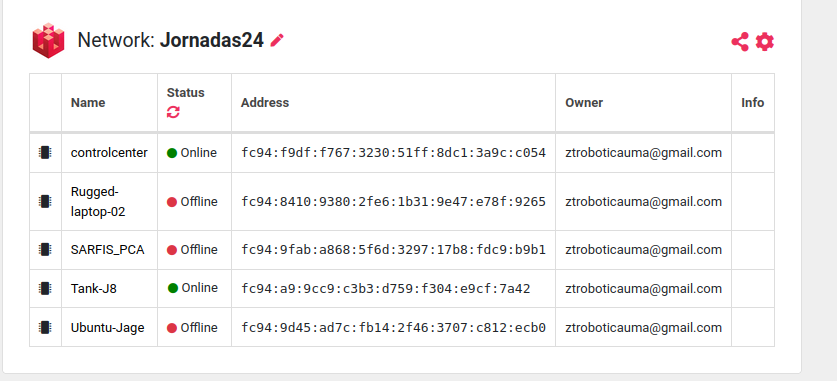 Network: Jornadas24
Name Status Address Owner Info
controlcenter Online fc94:f9df:f767:3230:51ff:8dc1:3a9c:c054 ztroboticauma@gmail.com
Rugged-
laptop-02 Offline fc94:8410:9380:2fe6:1b31:9e47:e78f:9265 ztroboticauma@gmail.com
SARFIS_PCA Offline fc94:9fab:a868:5f6d:3297:17b8:fdc9:b9b1 ztroboticauma@gmail.com
Tank-J8 Online fc94:a9:9cc9:c3b3:d759:f304:e9cf:7a42 ztroboticauma@gmail.com
Ubuntu-Jage Offline fc94:9d45:ad7c:fb14:2f46:3707:c812:ecb0 ztroboticauma@gmail.com